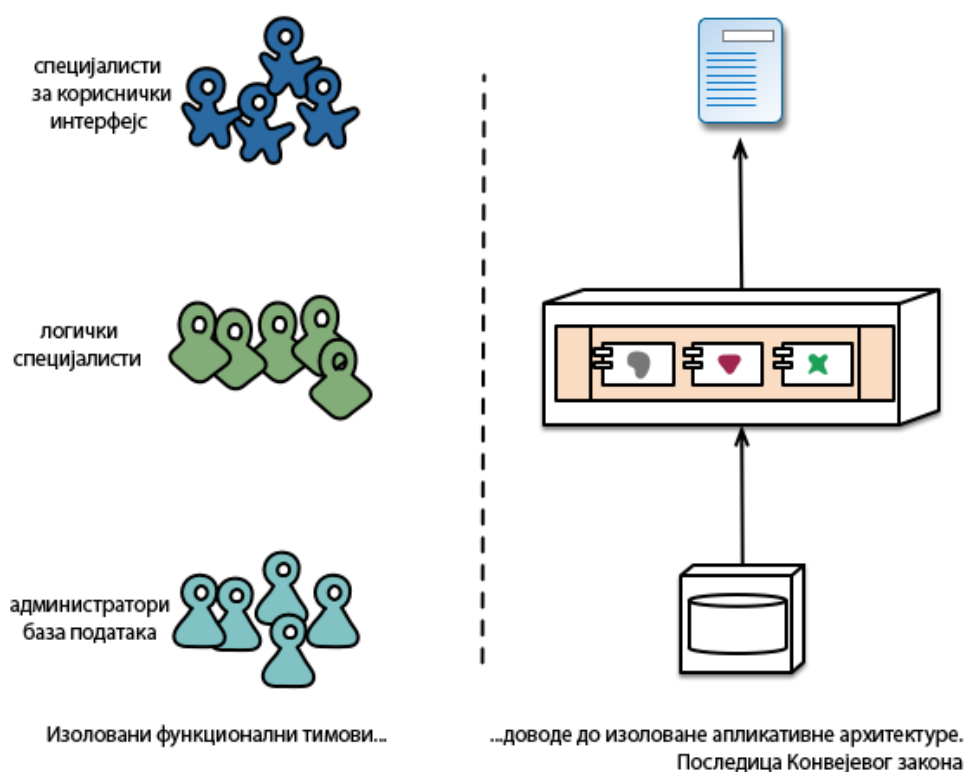 специјалисти
за кориснички
интерфејс
логички
специјалисти
администратори
база података
Изоловани функционални тимови...
...доводе до изоловане апликативне архитектуре.
Последица Конвејевог закона